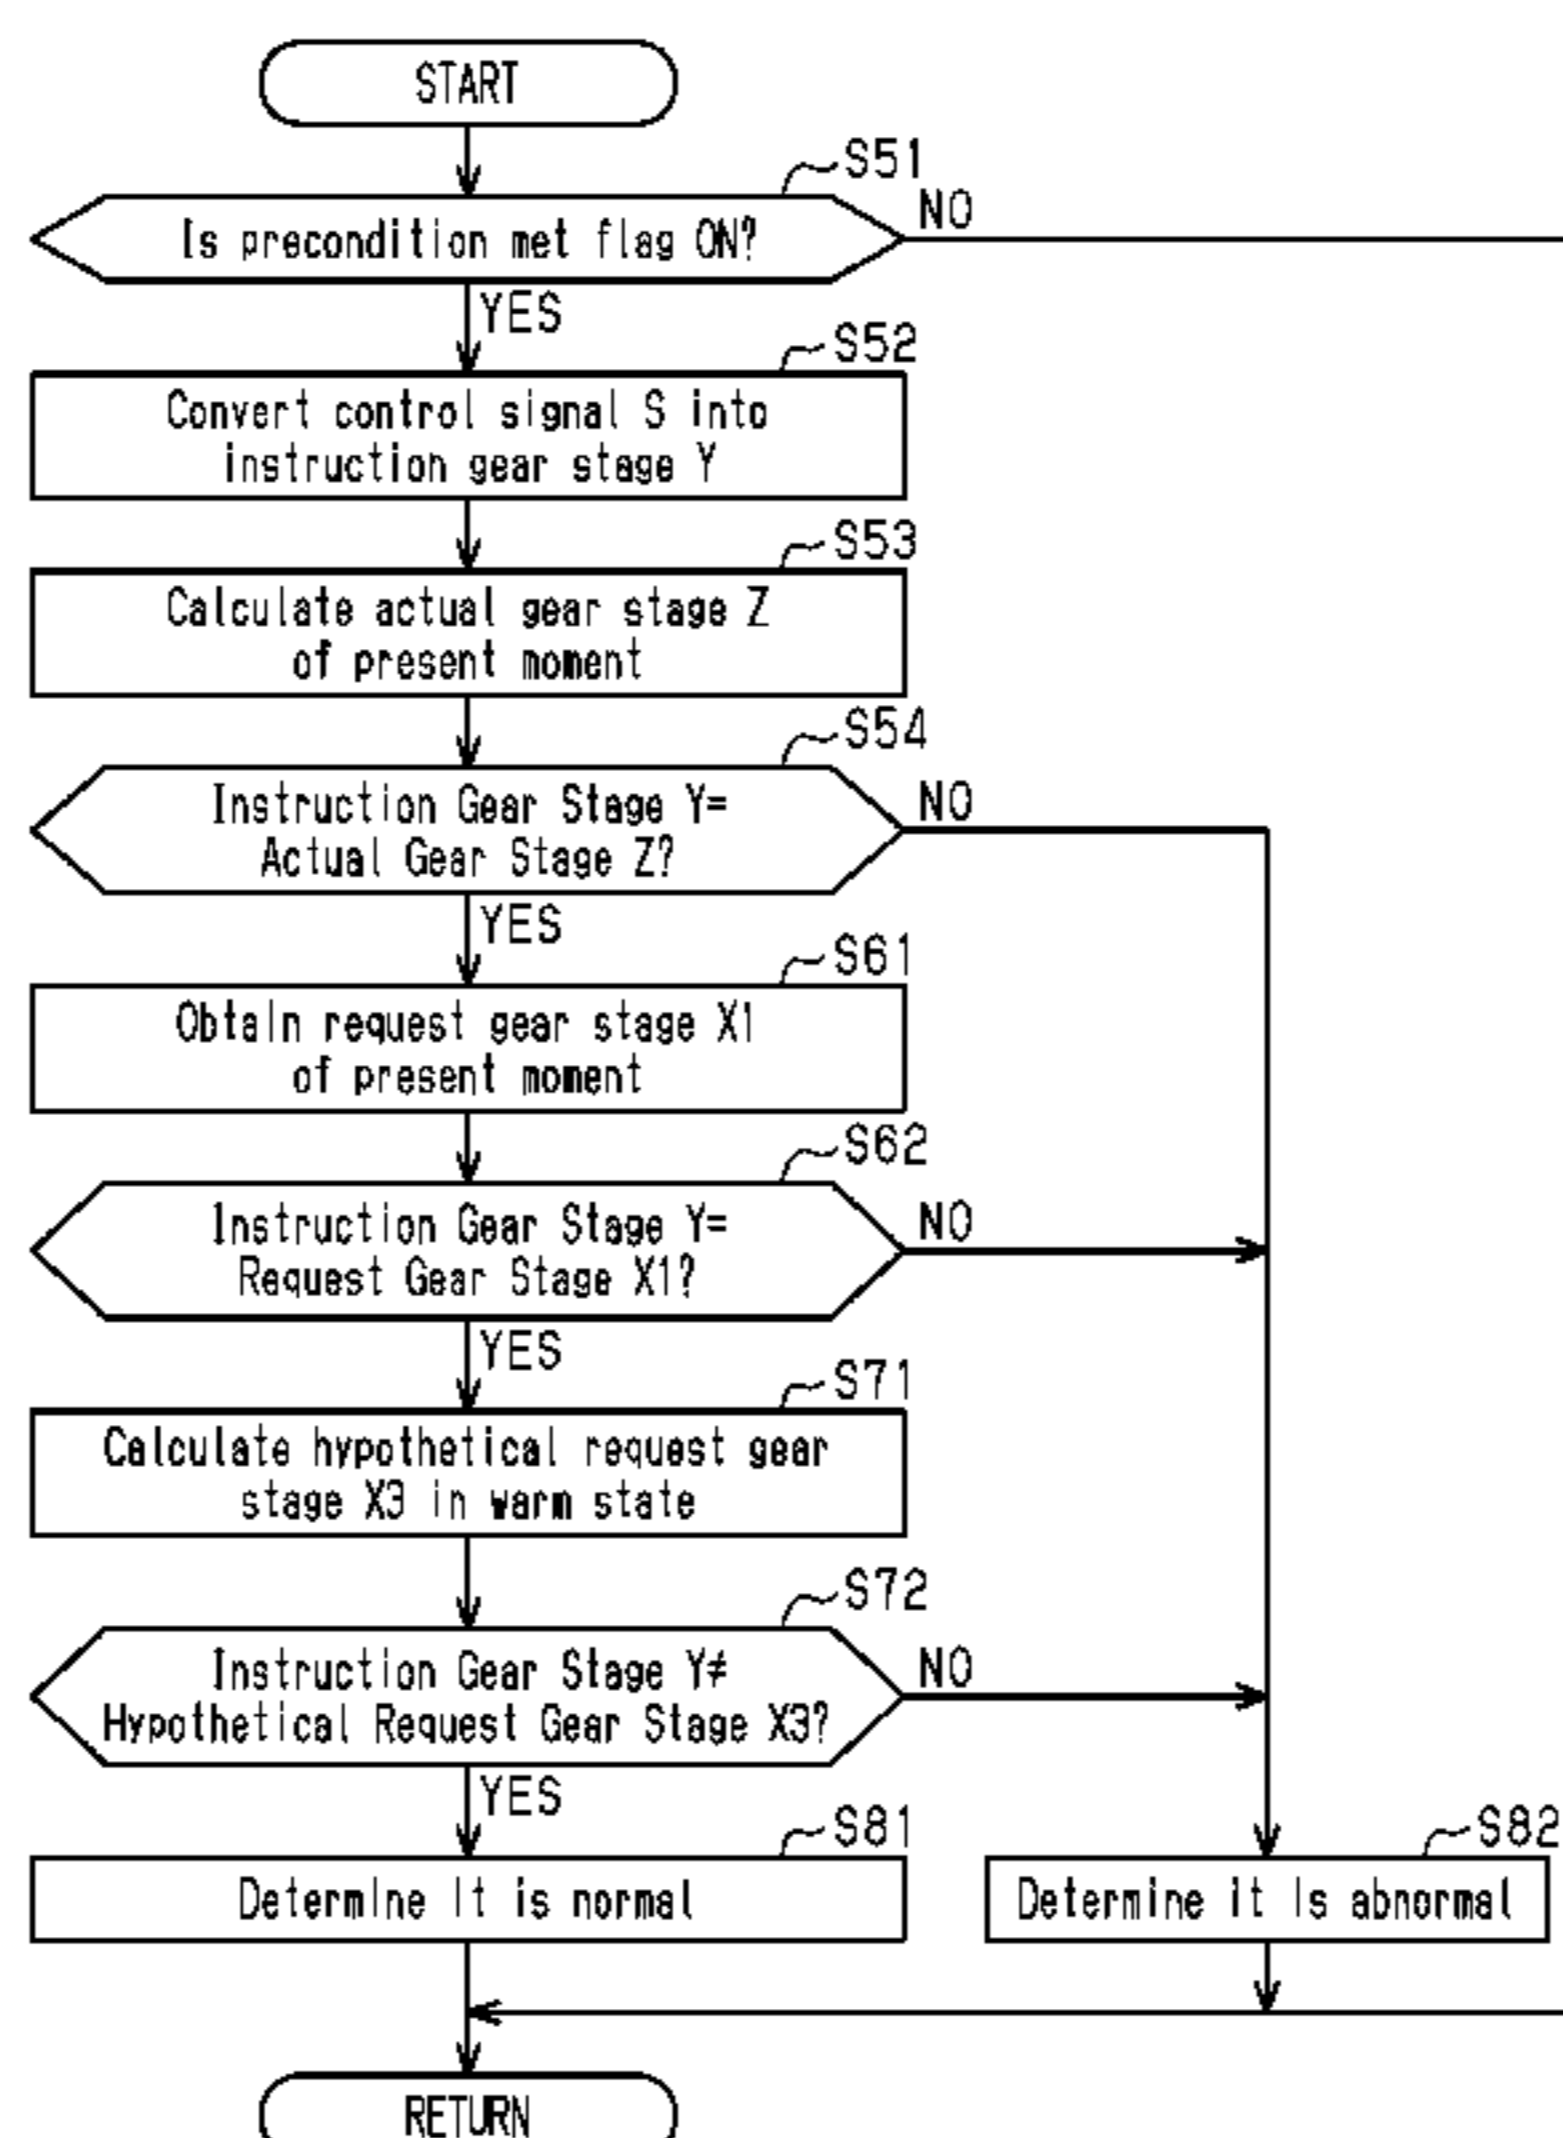 START
S51
Is precondition met flag ON?
NO
YES
S52
Convert control signal S into
instruction gear stage Y
S53
Calculate actual gear stage Z
of present moment
S54
Instruction Gear Stage Y=
Actual Gear Stage Z?
NO
YES
S61
Obtain request gear stage X1
of present moment
S62
Instruction Gear Stage Y=
Request Gear Stage X1?
NO
YES
S71
Calculate hypothetical request gear
stage X3 in warm state
S72
Instruction Gear Stage Y≠
Hypothetical Request Gear Stage X3?
NO
YES
S81
Determine it is normal
S82
Determine it is abnormal
RETURN